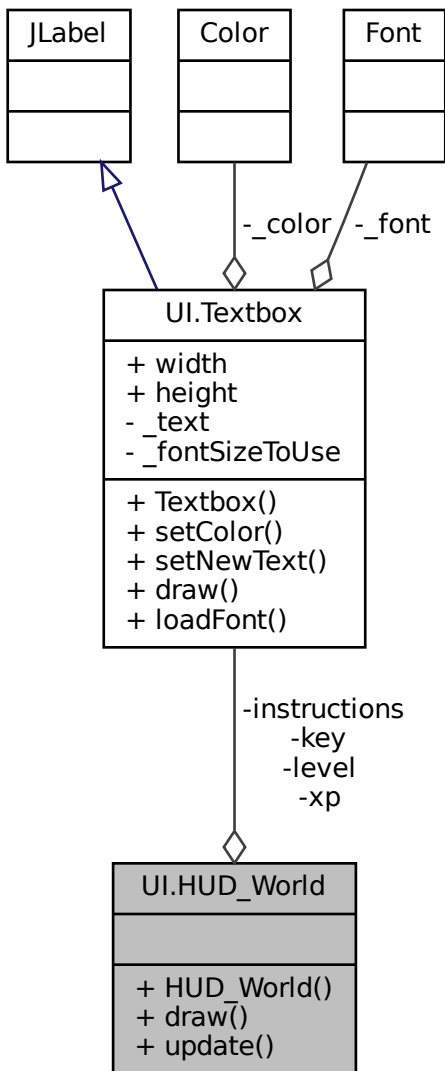 JLabel
Color
Font
-_color
-_font
UI.Textbox
+ width
+ height
- _text
- _fontSizeToUse
+ Textbox()
+ setColor()
+ setNewText()
+ draw()
+ loadFont()
-instructions
-key
-level
-xp
UI.HUD_World
+ HUD_World()
+ draw()
+ update()